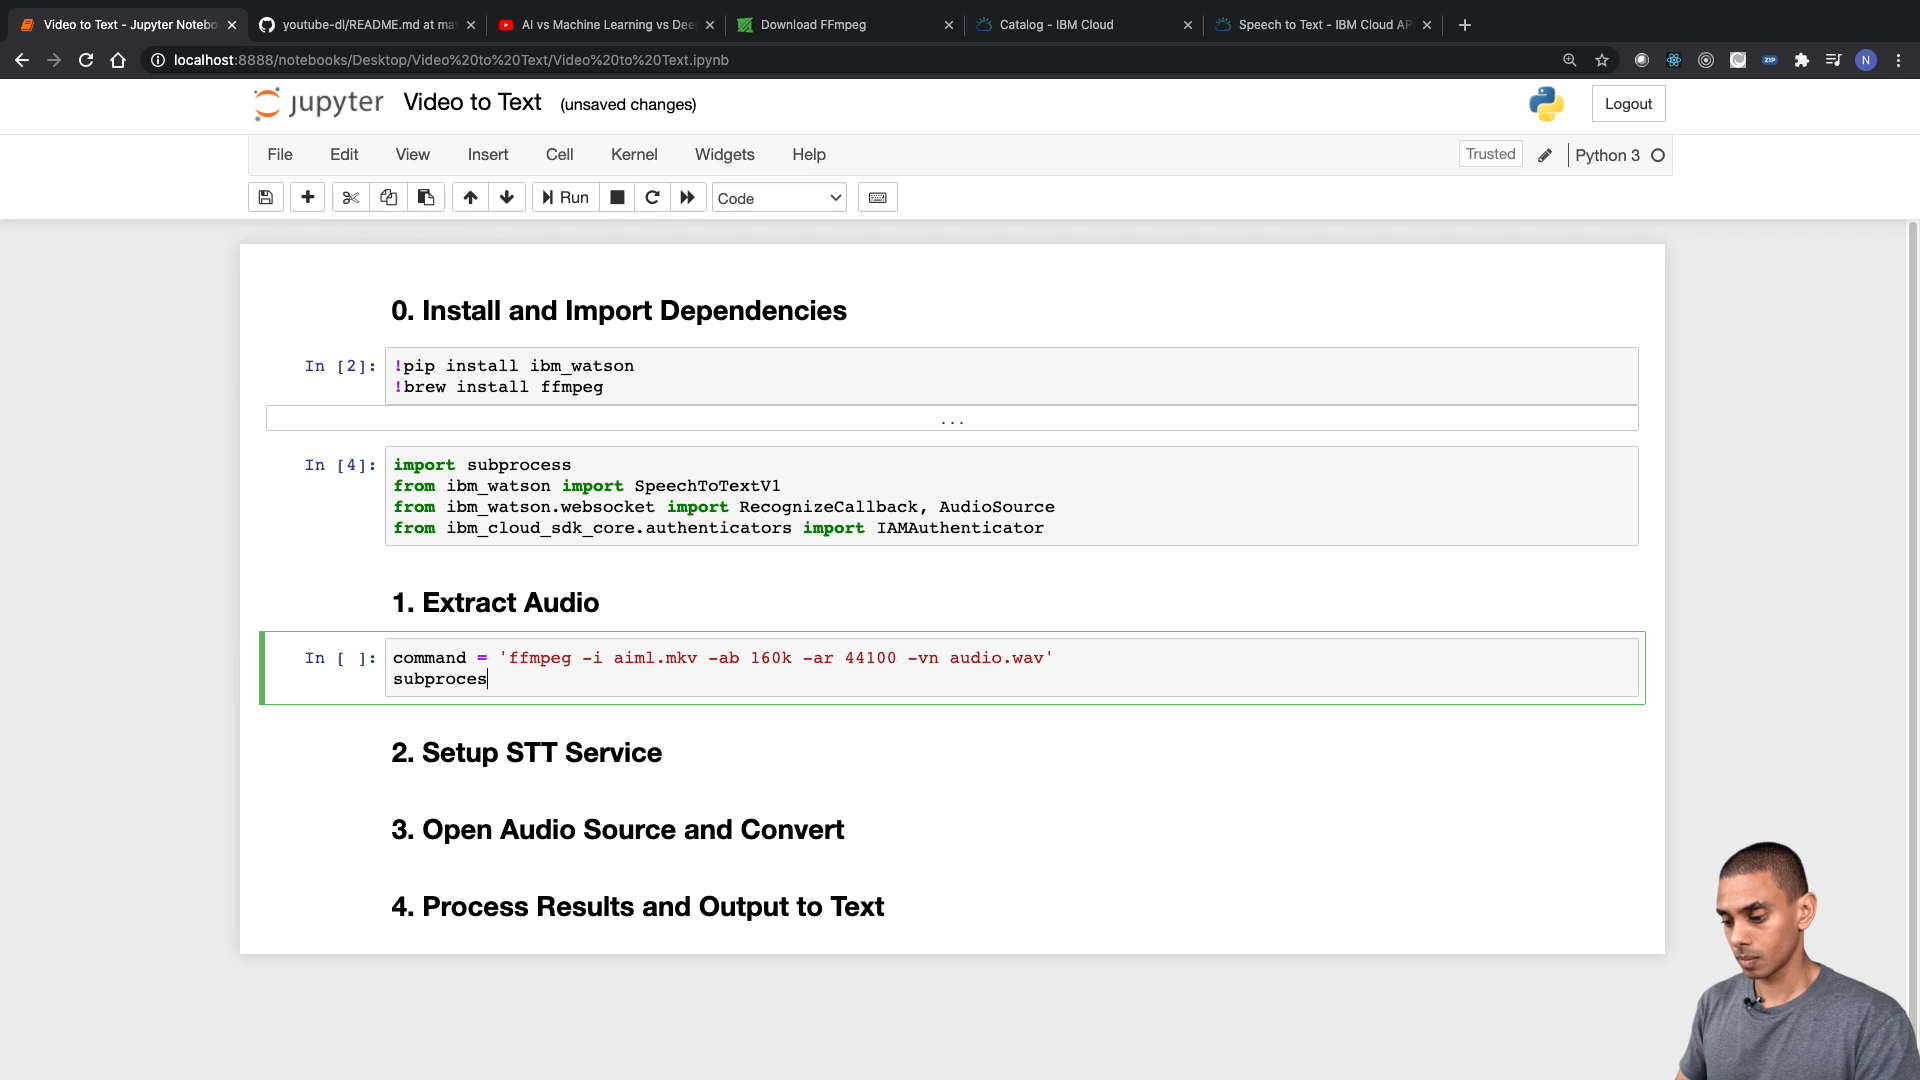 Video to Text - Jupyter Notebo
youtube-dl/README.md at ma
AI vs Machine Learning vs Dee
Download FFmpeg
Catalog - IBM Cloud
Speech to Text - IBM Cloud AP
localhost:8888/notebooks/Desktop/Video%20to%20Text/Video%20to%20Text.ipynb
ZIP
N
jupyter Video to Text (unsaved changes)
Logout
File Edit View Insert Cell Kernel Widgets Help
Trusted
Python 3
Run
Code
0. Install and Import Dependencies
In [2]: !pip install ibm_watson
!brew install ffmpeg
...
In [4]: import subprocess
from ibm_watson import SpeechToTextV1
from ibm_watson.websocket import RecognizeCallback, AudioSource
from ibm_cloud_sdk_core.authenticators import IAMAuthenticator
1. Extract Audio
In [ ]: command = 'ffmpeg -i aiml.mkv -ab 160k -ar 44100 -vn audio.wav'
subproces
2. Setup STT Service
3. Open Audio Source and Convert
4. Process Results and Output to Text